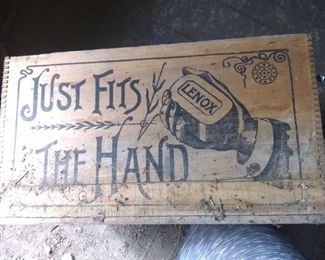 JUST FITS
LENOX
THE HAND